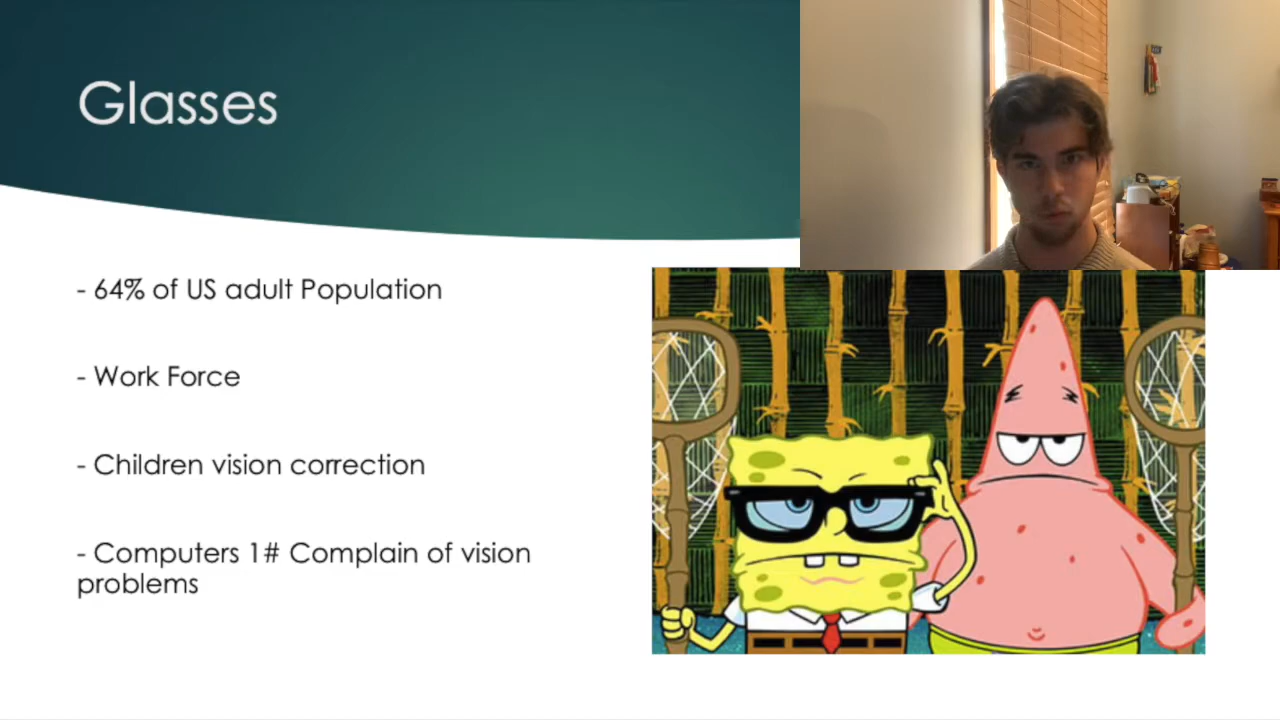 Glasses
- 64% of US adult Population
- Work Force
- Children vision correction
- Computers 1# Complain of vision
problems